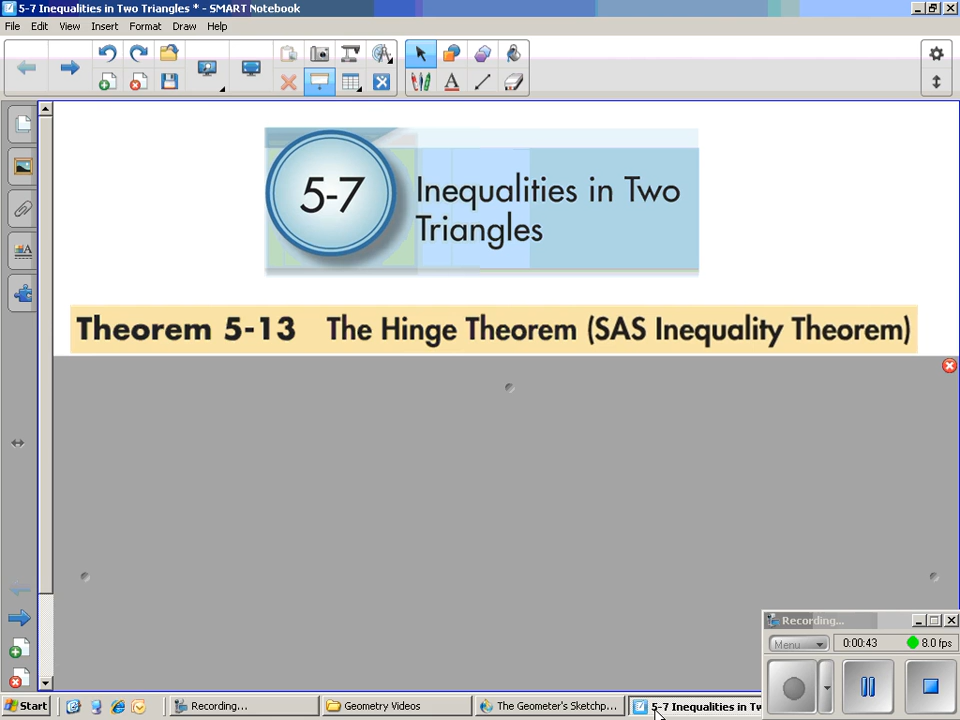 5-7 Inequalities in Two Triangles * - SMART Notebook
File Edit View Insert Format Draw Help
5-7
Inequalities in Two
Triangles
Theorem 5-13 The Hinge Theorem (SAS Inequality Theorem)
Recording...
Menu 0:00:43 8.0 fps
Start Recording... Geometry Videos The Geometer's Sketchp... 5-7 Inequalities in Tw